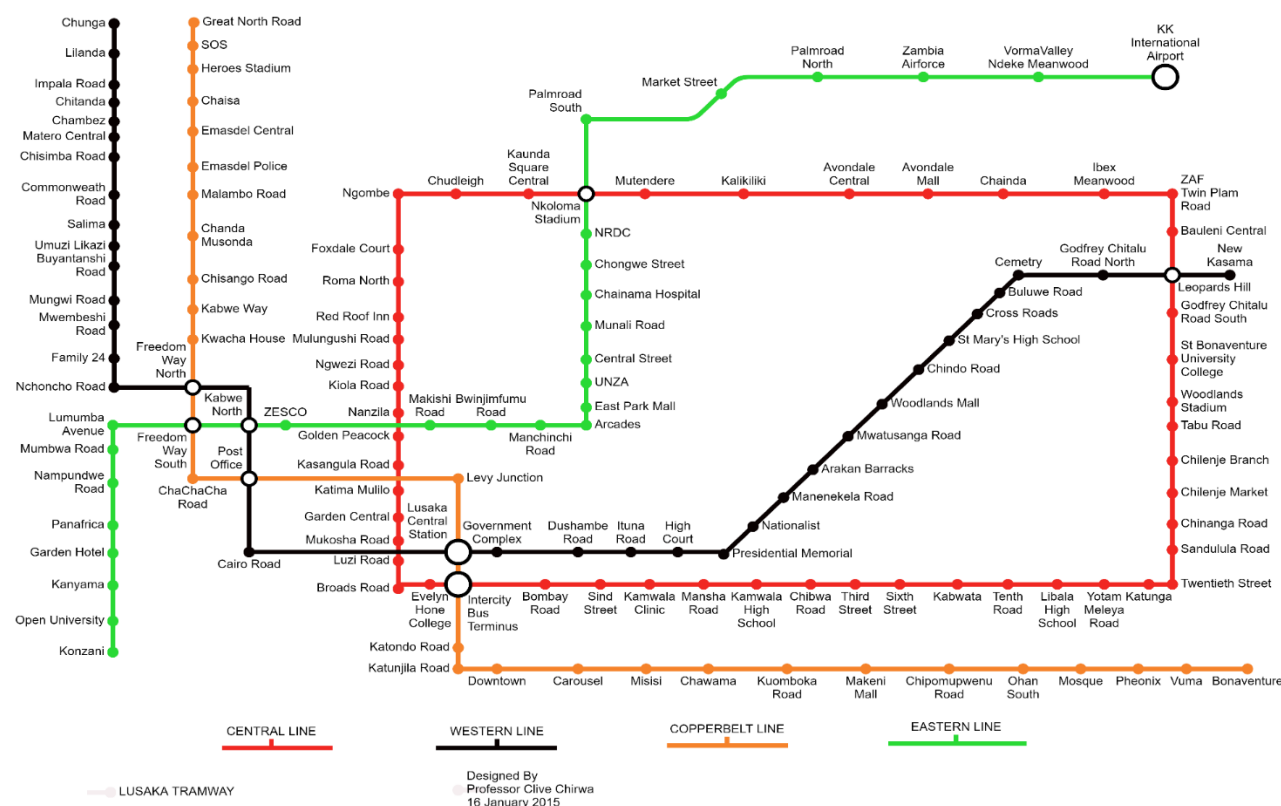 Chunga
Lilanda
Impala Road
Chitanda
Chambez
Matero Central
Chisimba Road
Commonweath
Road
Salima
Umuzi Likazi
Buyantanshi
Road
Mungwi Road
Mwembeshi
Road
Family 24
Nchoncho Road
Great North Road
SOS
Heroes Stadium
Chaisa
Emasdel Central
Emasdel Police
Malambo Road
Chanda
Musonda
Chisango Road
Kabwe Way
Kwacha House
Freedom
Way
North
Kabwe
North
Lumumba
Avenue
Mumbwa Road
Nampundwe
Road
Panafrica
Garden Hotel
Kanyama
Open University
Konzani
Freedom
Way
South
Post
Office
ChaChaCha
Road
Cairo Road
ZESCO
Makishi
Road
Bwinjimfumu
Road
Manchinchi
Road
Arcades
East Park Mall
UNZA
Central Street
Munali Road
Chainama Hospital
Chongwe Street
NRDC
Nkoloma
Stadium
Palmroad
South
Market Street
Palmroad
North
Zambia
Airforce
VormaValley
Ndeke Meanwood
KK
International
Airport
Ngombe
Chudleigh
Kaunda
Square
Central
Mutendere
Kalikiliki
Avondale
Central
Avondale
Mall
Chainda
Ibex
Meanwood
ZAF
Twin Plam
Road
Bauleni Central
Leopards Hill
Godfrey Chitalu
Road South
St Bonaventure
University
College
Woodlands
Stadium
Tabu Road
Chilenje Branch
Chilenje Market
Chinanga Road
Sandulula Road
Twentieth Street
Foxdale Court
Roma North
Red Roof Inn
Mulungushi Road
Ngwezi Road
Kiola Road
Nanzila
Golden Peacock
Kasangula Road
Katima Mulilo
Garden Central
Mukosha Road
Luzi Road
Broads Road
Levy Junction
Lusaka
Central
Station
Government
Complex
Dushambe
Road
Ituna
Road
High
Court
Presidential Memorial
Nationalist
Manenekela Road
Arakan Barracks
Mwatusanga Road
Woodlands Mall
Chindo Road
St Mary's High School
Cross Roads
Buluwe Road
Cemetry
Godfrey Chitalu
Road North
New
Kasama
Evelyn
Hone
College
Intercity
Bus
Terminus
Bombay
Road
Sind
Street
Kamwala
Clinic
Mansha
Road
Kamwala
High
School
Chibwa
Road
Third
Street
Sixth
Street
Kabwata
Tenth
Road
Libala
High
School
Yotam
Meleya
Road
Katunga
Katondo Road
Katunjila Road
Downtown
Carousel
Misisi
Chawama
Kuomboka
Road
Makeni
Mall
Chipomupwenu
Road
Ohan
South
Mosque
Pheonix
Vuma
Bonaventure
CENTRAL LINE
WESTERN LINE
COPPERBELT LINE
EASTERN LINE
LUSAKA TRAMWAY
Designed By
Professor Clive Chirwa
16 January 2015